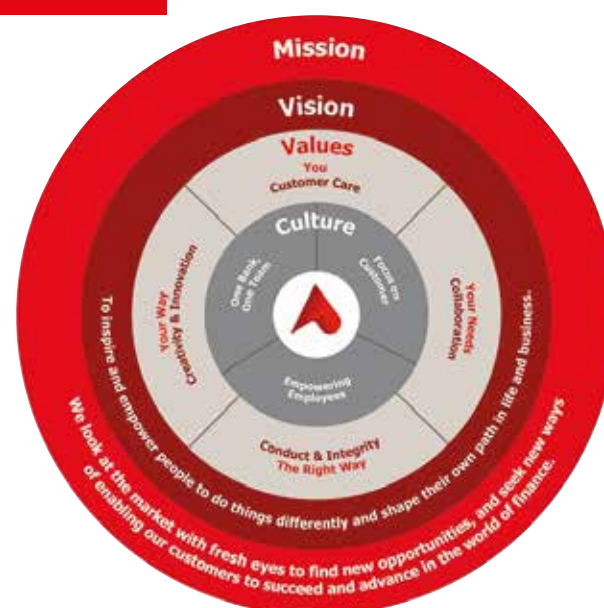 Mission
Vision
Values
You
Customer Care
Culture
One Bank,
One Team
Focus on
Customer
Your Way
Creativity & Innovation
Your Needs
Collaboration
Empowering
Employees
Conduct & Integrity
The Right Way
To inspire and empower people to do things differently and shape their own path in life and business.
We look at the market with fresh eyes to find new opportunities, and seek new ways
of enabling our customers to succeed and advance in the world of finance.